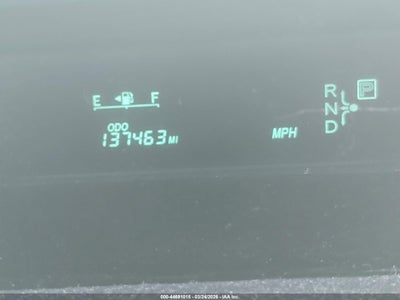 R P
E F
N
ODO
D
137463 MI
MPH
000-44691015 - 03/24/2026 - IAA Inc.